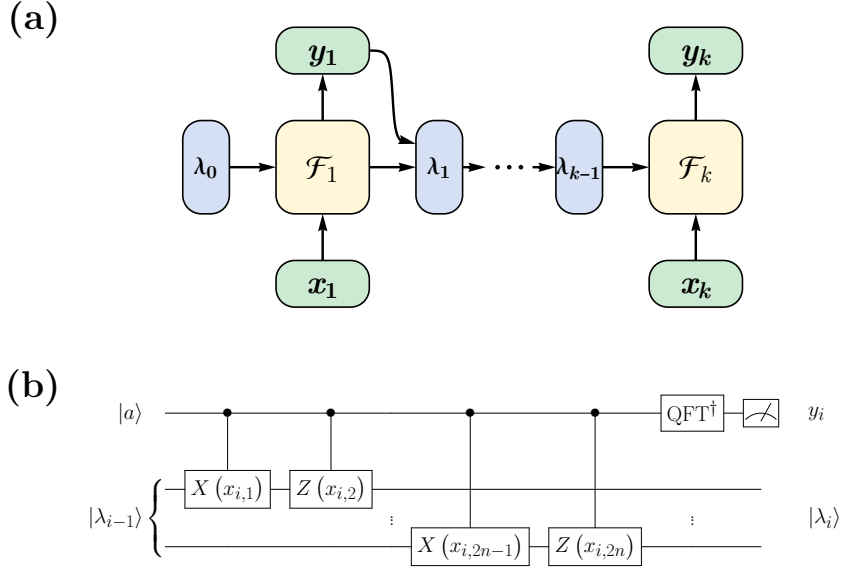 (a)
y₁ yₖ
λ₀ 𝓕₁ λ₁ ··· λₖ₋₁ 𝓕ₖ
x₁ xₖ
(b)
|a⟩ QFT† yᵢ
X (xᵢ,₁) Z (xᵢ,₂)
|λᵢ₋₁⟩ ⋮ ⋮ |λᵢ⟩
X (xᵢ,₂ₙ₋₁) Z (xᵢ,₂ₙ)